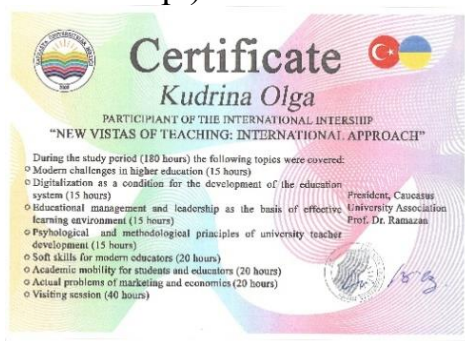 Certificate
Kudrina Olga
PARTICIPIANT OF THE INTERNATIONAL INTERSHIP
"NEW VISTAS OF TEACHING: INTERNATIONAL APPROACH"
During the study period (180 hours) the following topics were covered:
Modern challenges in higher education (15 hours)
Digitalization as a condition for the development of the education
system (15 hours)
Educational management and leadership as the basis of effective
learning environment (15 hours)
Psyhological and methodological principles of university teacher
development (15 hours)
Soft skills for modern educators (20 hours)
Academic mobility for students and educators (20 hours)
Actual problems of marketing and economics (20 hours)
Visiting session (40 hours)
President, Caucasus
University Association
Prof. Dr. Ramazan